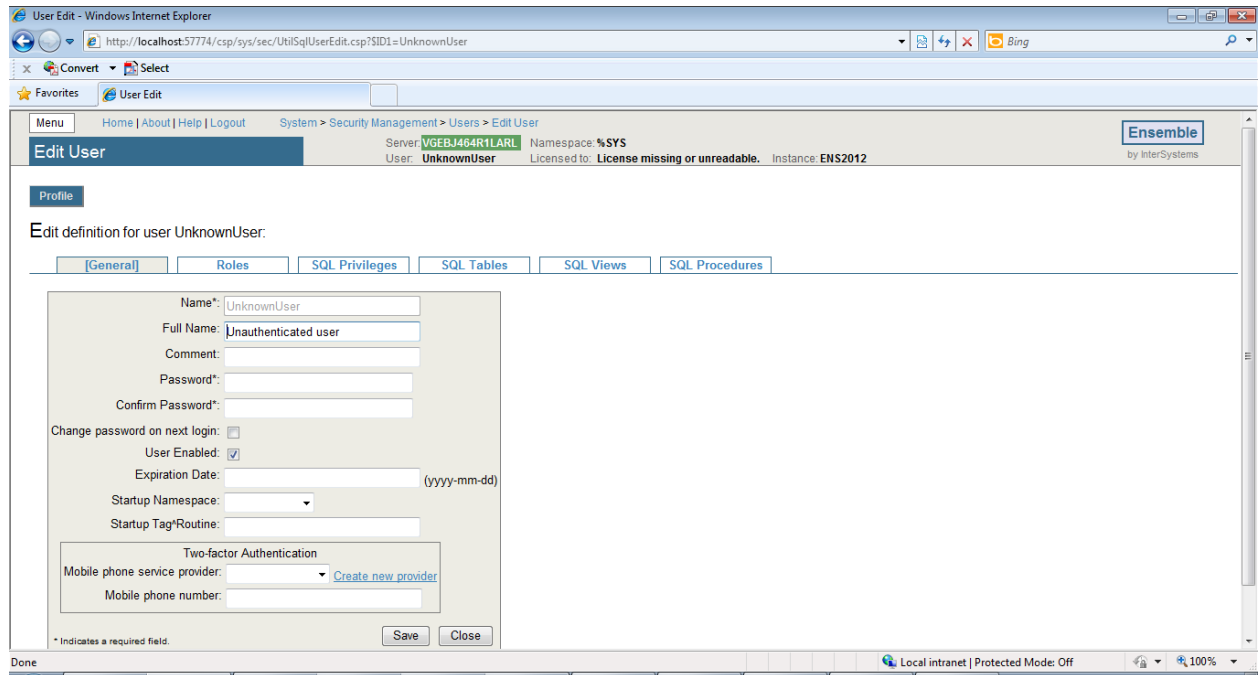 User Edit - Windows Internet Explorer
http://localhost:57774/csp/sys/sec/UtilSqlUserEdit.csp?$ID1=UnknownUser
Bing
x Convert Select
Favorites User Edit
Menu Home | About | Help | Logout System > Security Management > Users > Edit User
Ensemble
by InterSystems
Edit User
Server: VGEBJ464R1LARL Namespace: %SYS
User: UnknownUser Licensed to: License missing or unreadable. Instance: ENS2012
Profile
Edit definition for user UnknownUser:
[General] Roles SQL Privileges SQL Tables SQL Views SQL Procedures
Name*: UnknownUser
Full Name: Unauthenticated user
Comment:
Password*:
Confirm Password*:
Change password on next login:
User Enabled:
Expiration Date: (yyyy-mm-dd)
Startup Namespace:
Startup Tag^Routine:
Two-factor Authentication
Mobile phone service provider: Create new provider
Mobile phone number:
* Indicates a required field. Save Close
Done Local intranet | Protected Mode: Off 100%